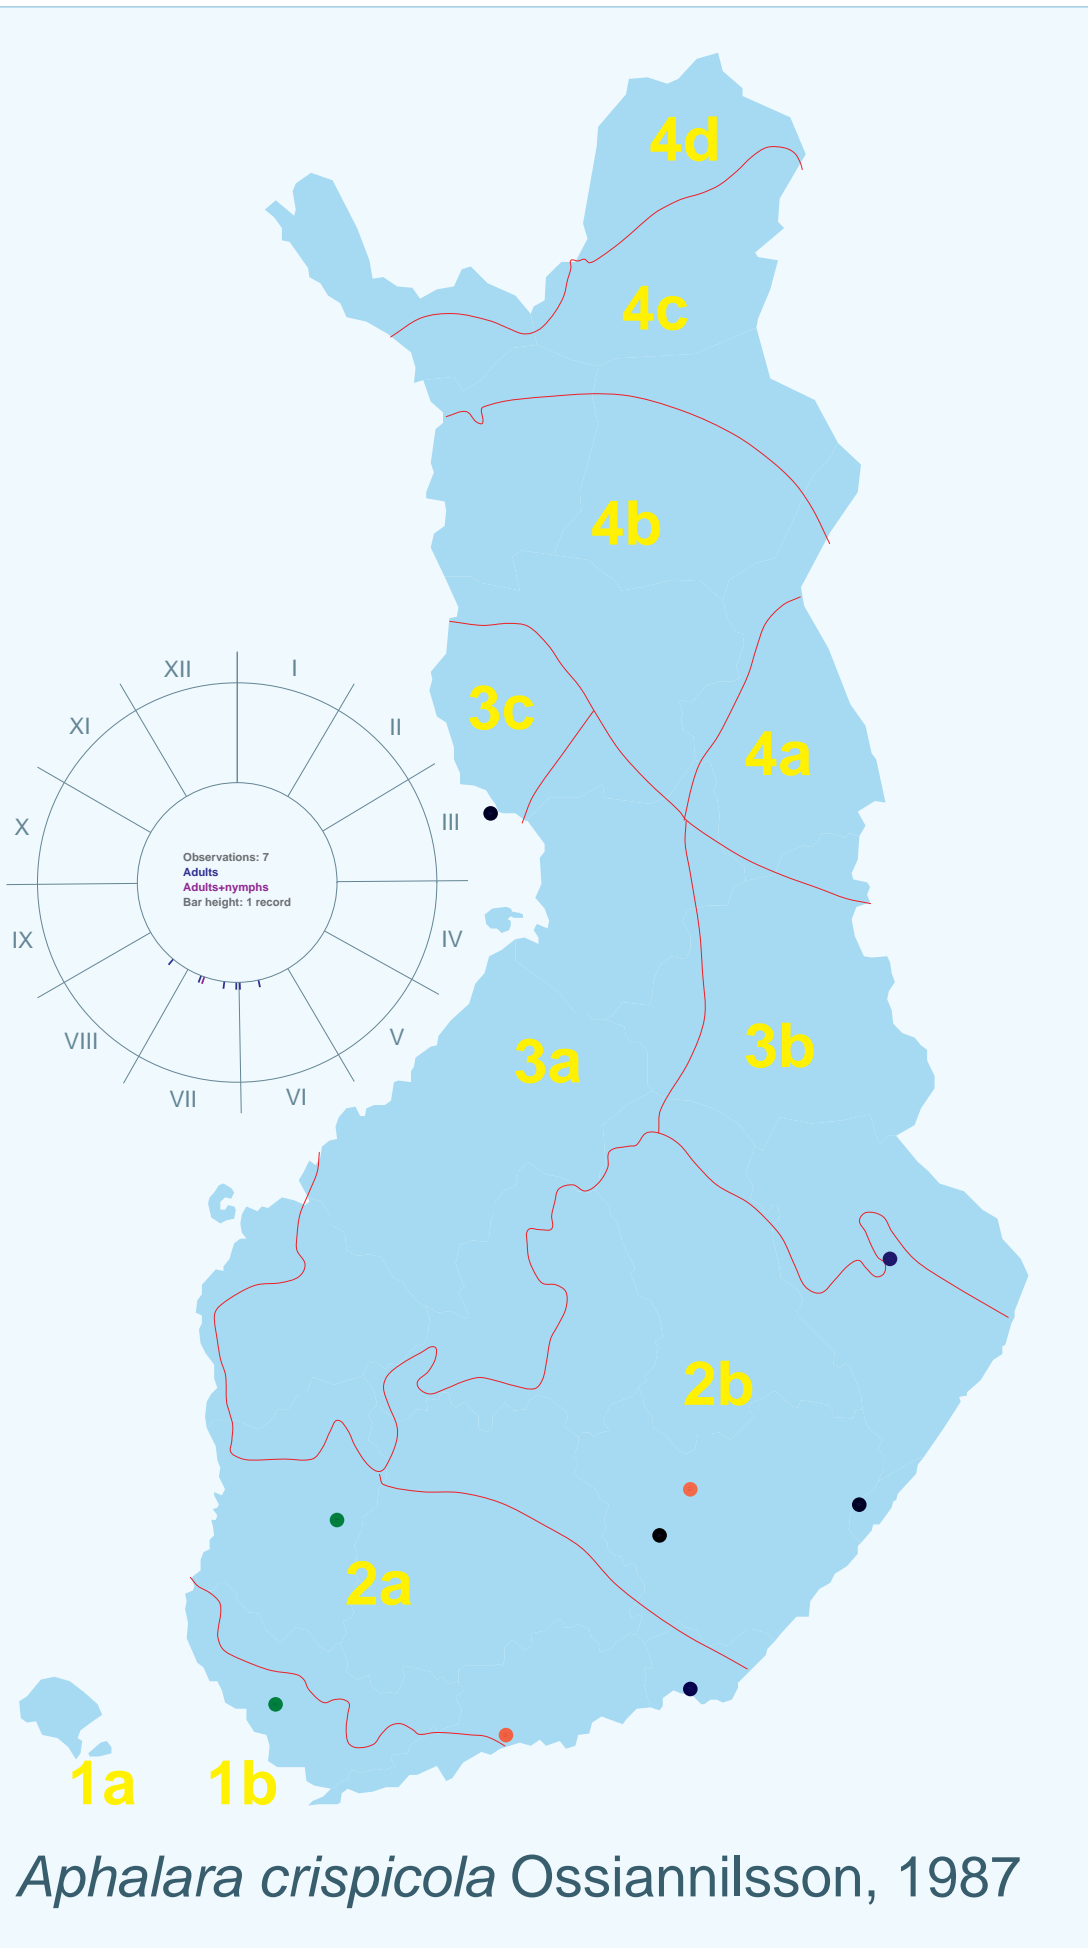 4d
4c
4b
3c
4a
XII
I
XI
II
X
III
Observations: 7
Adults
Adults+nymphs
Bar height: 1 record
IX
IV
VIII
V
VII
VI
3a
3b
2b
2a
1a
1b
Aphalara crispicola Ossiannilsson, 1987